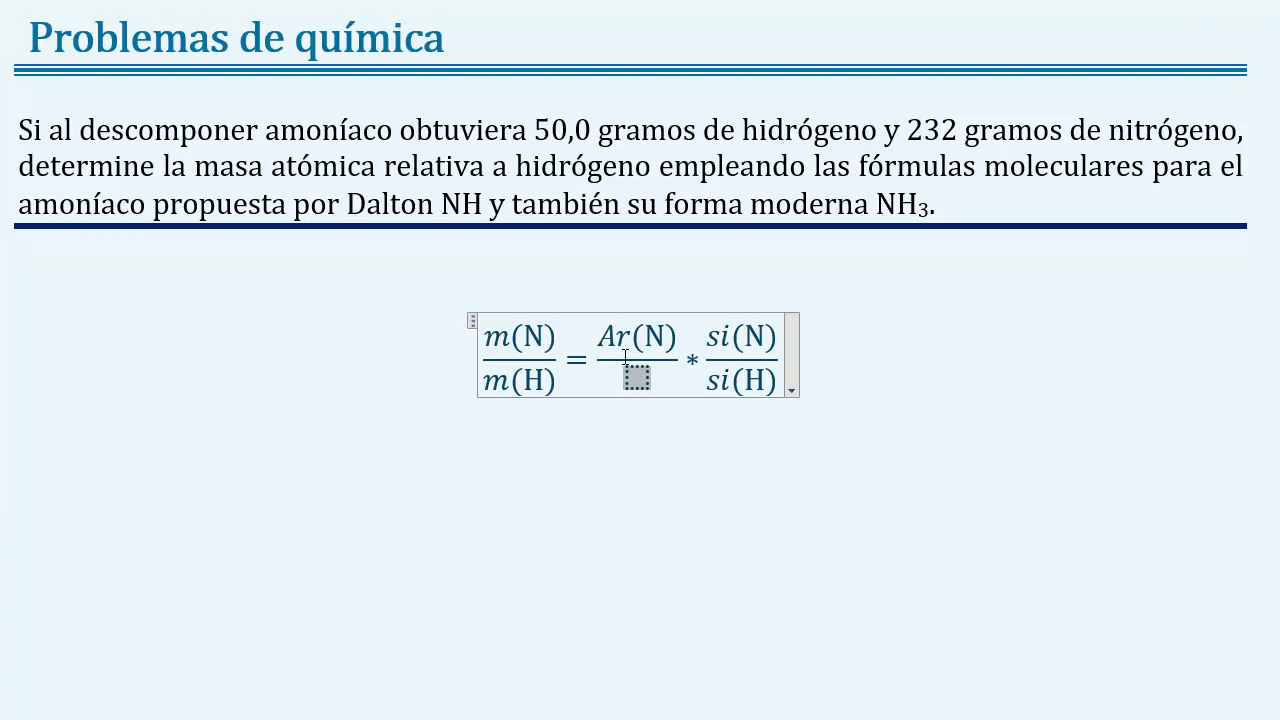 Problemas de química
Si al descomponer amoníaco obtuviera 50,0 gramos de hidrógeno y 232 gramos de nitrógeno,
determine la masa atómica relativa a hidrógeno empleando las fórmulas moleculares para el
amoníaco propuesta por Dalton NH y también su forma moderna NH₃.
m(N)/m(H) = Ar(N)/ * si(N)/si(H)